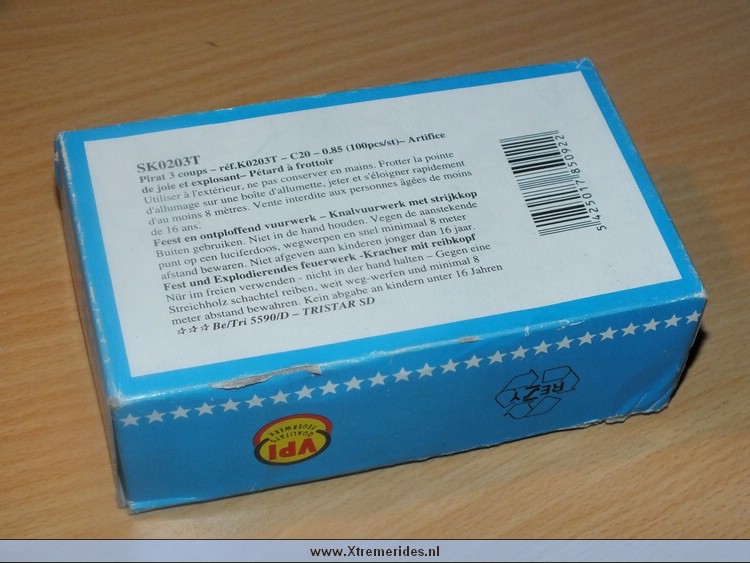 SK0203T
Pirat 3 coups – réf.K0203T – C20 – 0.85 (100pcs/st)– Artifice
de joie et explosant– Pétard à frottoir
Utiliser à l'extérieur, ne pas conserver en mains. Frotter la pointe
d'allumage sur une boîte d'allumette, jeter et s'éloigner rapidement
d'au moins 8 mètres. Vente interdite aux personnes âgées de moins
de 16 ans.
Feest en ontploffend vuurwerk – Knalvuurwerk met strijkkop
Buiten gebruiken. Niet in de hand houden. Vegen de aanstekende
punt op een luciferdoos, wegwerpen en snel minimaal 8 meter
afstand bewaren. Niet afgeven aan kinderen jonger dan 16 jaar.
Fest und Explodierendes feuerwerk -Kracher mit reibkopf
Nür im freien verwenden - nicht in der hand halten – Gegen eine
Streichholz schachtel reiben, weit weg-werfen und minimal 8
meter abstand bewahren. Kein abgabe an kindern unter 16 Jahren
☆☆☆ Be/Tri 5590/D – TRISTAR SD
5 425017 850922
VPI
QUALITATS
FEUERWERK
REZY
www.Xtremerides.nl